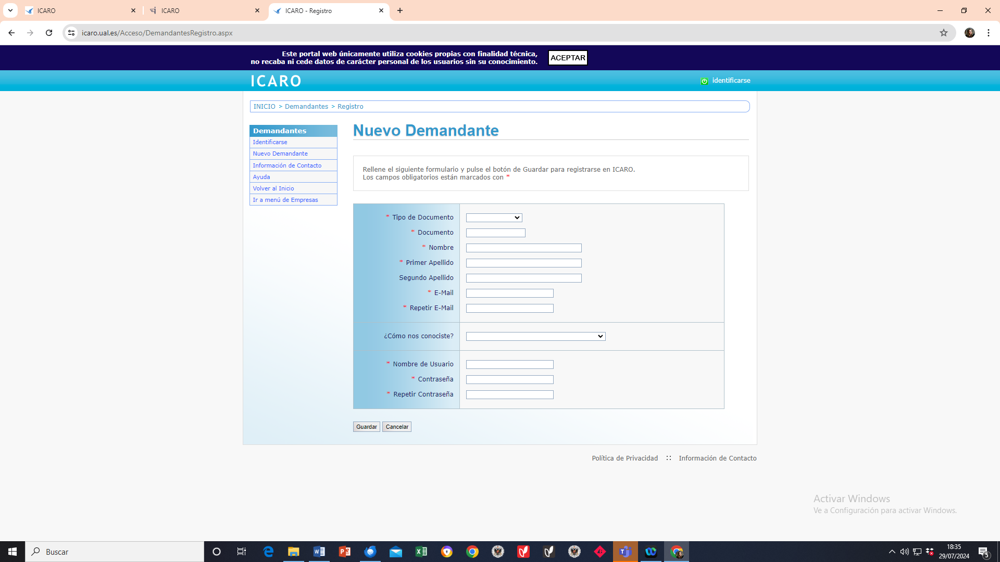 ICARO
ICARO
ICARO - Registro
icaro.ual.es/Acceso/DemandantesRegistro.aspx
Este portal web únicamente utiliza cookies propias con finalidad técnica,
no recaba ni cede datos de carácter personal de los usuarios sin su conocimiento.
ACEPTAR
ICARO
identificarse
INICIO > Demandantes > Registro
Demandantes
Identificarse
Nuevo Demandante
Información de Contacto
Ayuda
Volver al Inicio
Ir a menú de Empresas
Nuevo Demandante
Rellene el siguiente formulario y pulse el botón de Guardar para registrarse en ICARO.
Los campos obligatorios están marcados con *
* Tipo de Documento
* Documento
* Nombre
* Primer Apellido
Segundo Apellido
* E-Mail
* Repetir E-Mail
¿Cómo nos conociste?
* Nombre de Usuario
* Contraseña
* Repetir Contraseña
Guardar Cancelar
Política de Privacidad :: Información de Contacto
Activar Windows
Ve a Configuración para activar Windows.
Buscar
18:35
29/07/2024
5